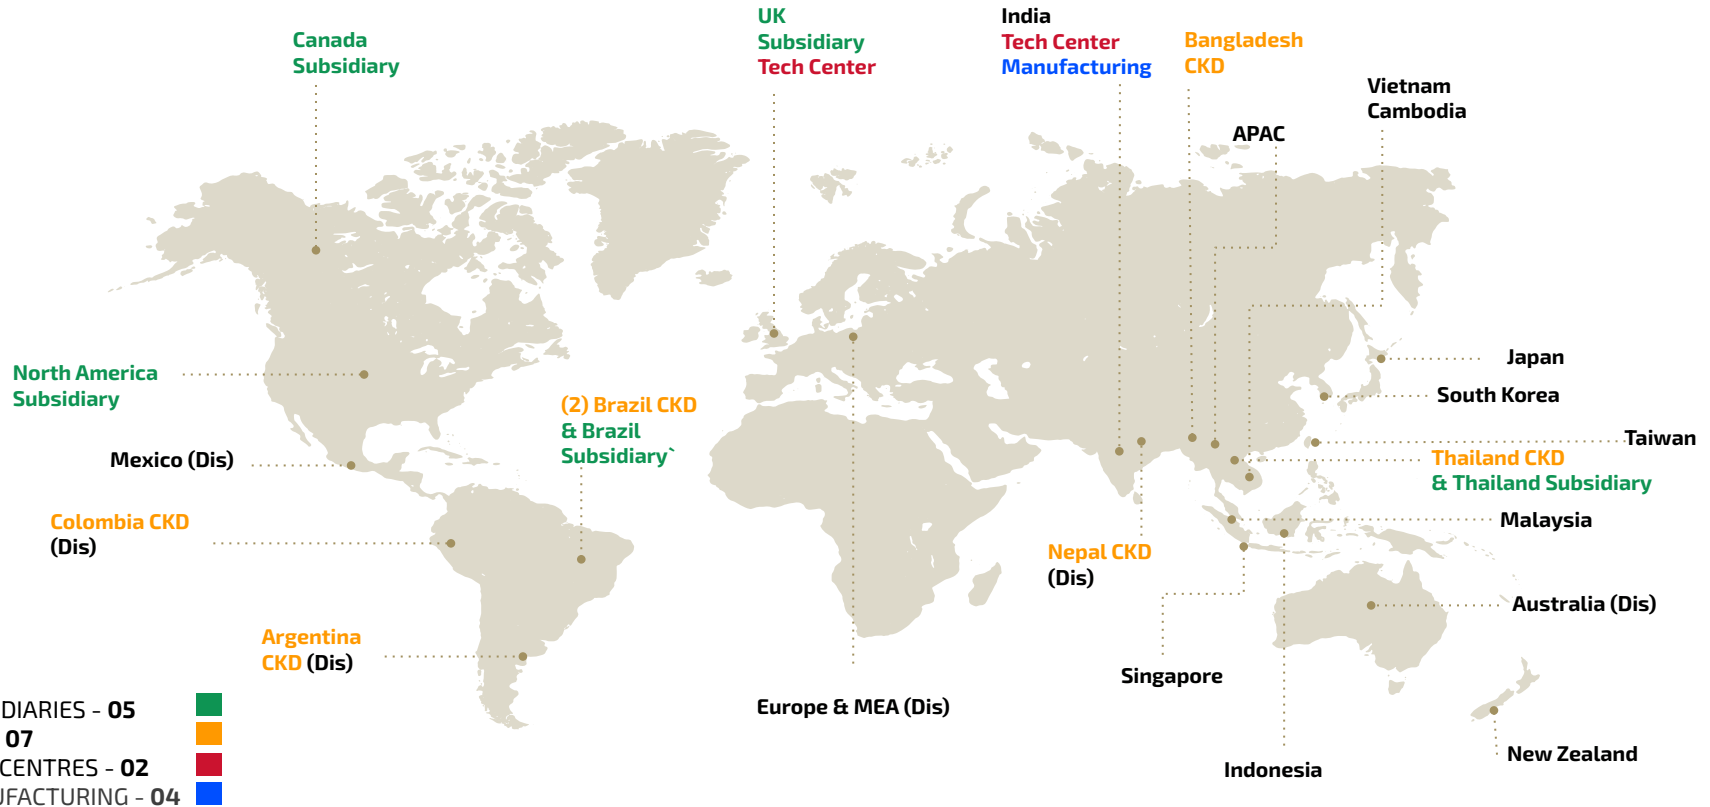 Canada
Subsidiary
UK
Subsidiary
Tech Center
India
Tech Center
Manufacturing
Bangladesh
CKD
Vietnam
Cambodia
APAC
North America
Subsidiary
(2) Brazil CKD
& Brazil
Subsidiary`
Mexico (Dis)
Colombia CKD
(Dis)
Argentina
CKD (Dis)
Europe & MEA (Dis)
Nepal CKD
(Dis)
Japan
South Korea
Taiwan
Thailand CKD
& Thailand Subsidiary
Malaysia
Australia (Dis)
Singapore
Indonesia
New Zealand
DIARIES - 05
07
CENTRES - 02
UFACTURING - 04